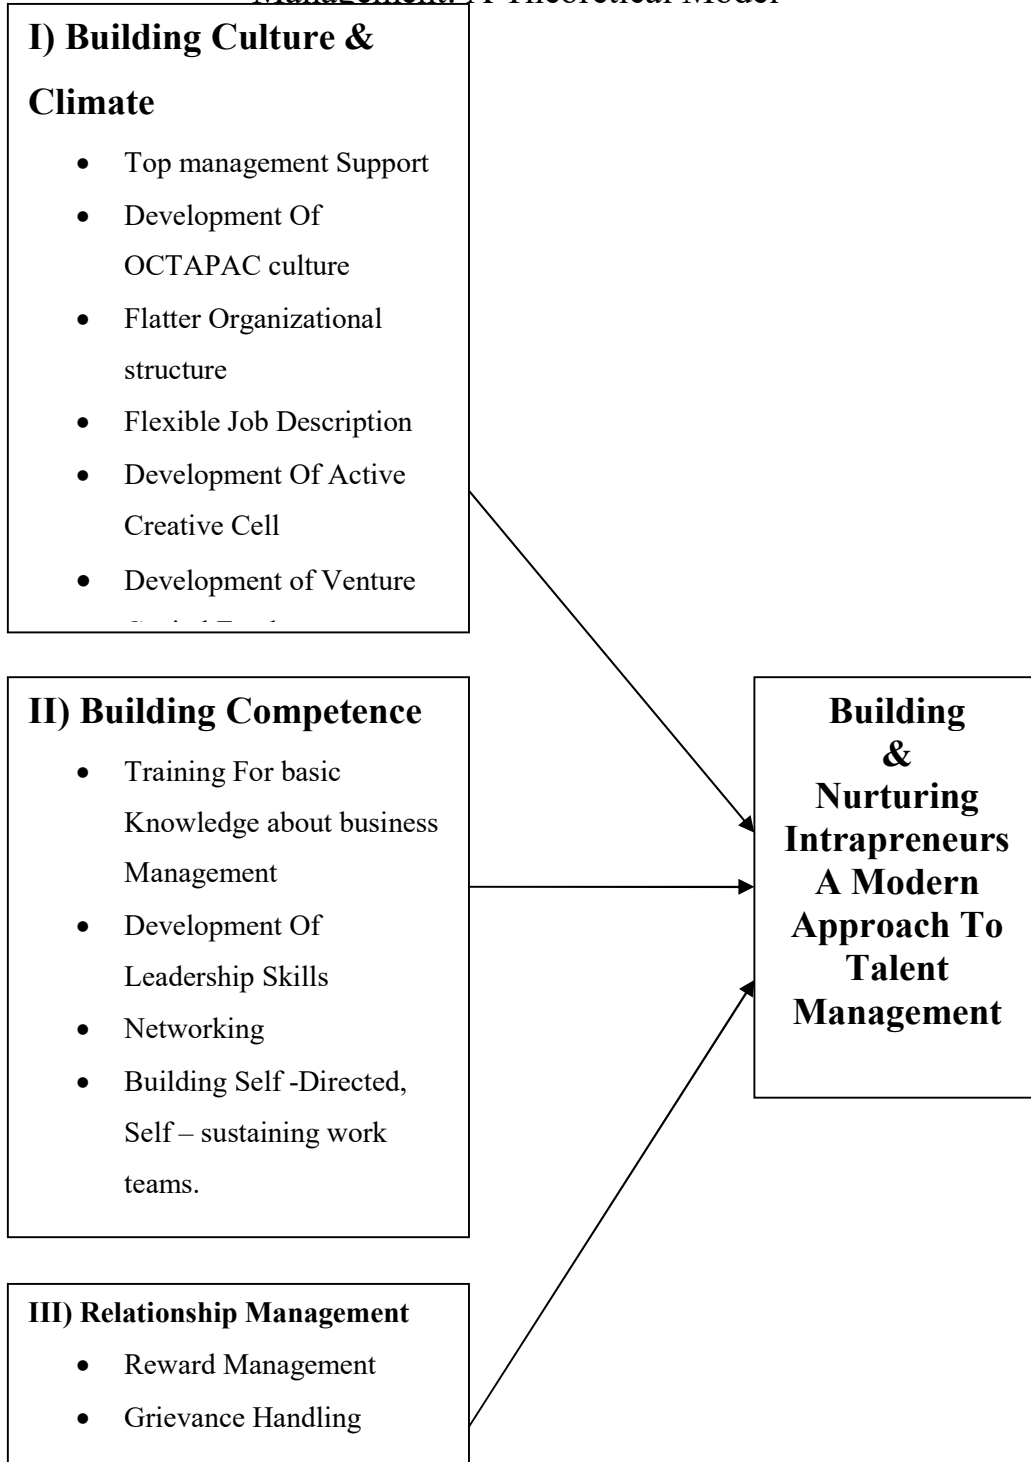 Management: A Theoretical Model
I) Building Culture &
Climate
• Top management Support
• Development Of
OCTAPAC culture
• Flatter Organizational
structure
• Flexible Job Description
• Development Of Active
Creative Cell
• Development of Venture
II) Building Competence
• Training For basic
Knowledge about business
Management
• Development Of
Leadership Skills
• Networking
• Building Self -Directed,
Self – sustaining work
teams.
III) Relationship Management
• Reward Management
• Grievance Handling
Building
&
Nurturing
Intrapreneurs
A Modern
Approach To
Talent
Management